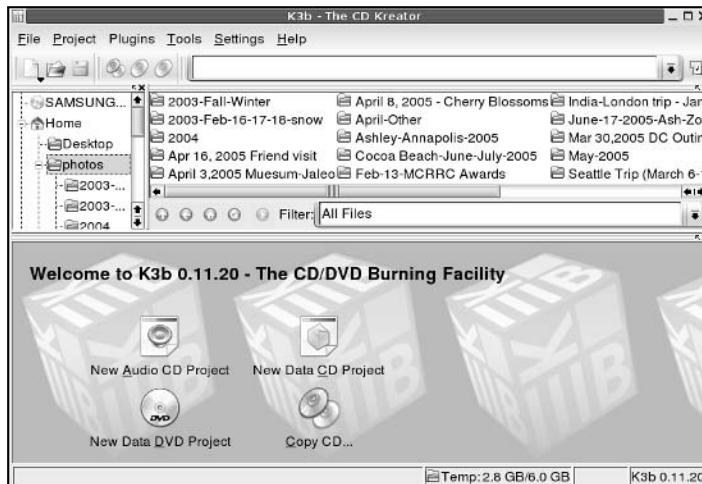 K3b - The CD Kreator
File Project Plugins Tools Settings Help
SAMSUNG...
Home
Desktop
photos
2003-...
2003-...
2004
2003-Fall-Winter
2003-Feb-16-17-18-snow
2004
Apr 16, 2005 Friend visit
April 3,2005 Muesum-Jaleo
April 8, 2005 - Cherry Blossoms
April-Other
Ashley-Annapolis-2005
Cocoa Beach-June-July-2005
Feb-13-MCRRC Awards
India-London trip - Jan
June-17-2005-Ash-Zo
Mar 30,2005 DC Outin
May-2005
Seattle Trip (March 6-
Filter: All Files
Welcome to K3b 0.11.20 - The CD/DVD Burning Facility
New Audio CD Project
New Data CD Project
DVD
New Data DVD Project
Copy CD...
Temp: 2.8 GB/6.0 GB
K3b 0.11.20